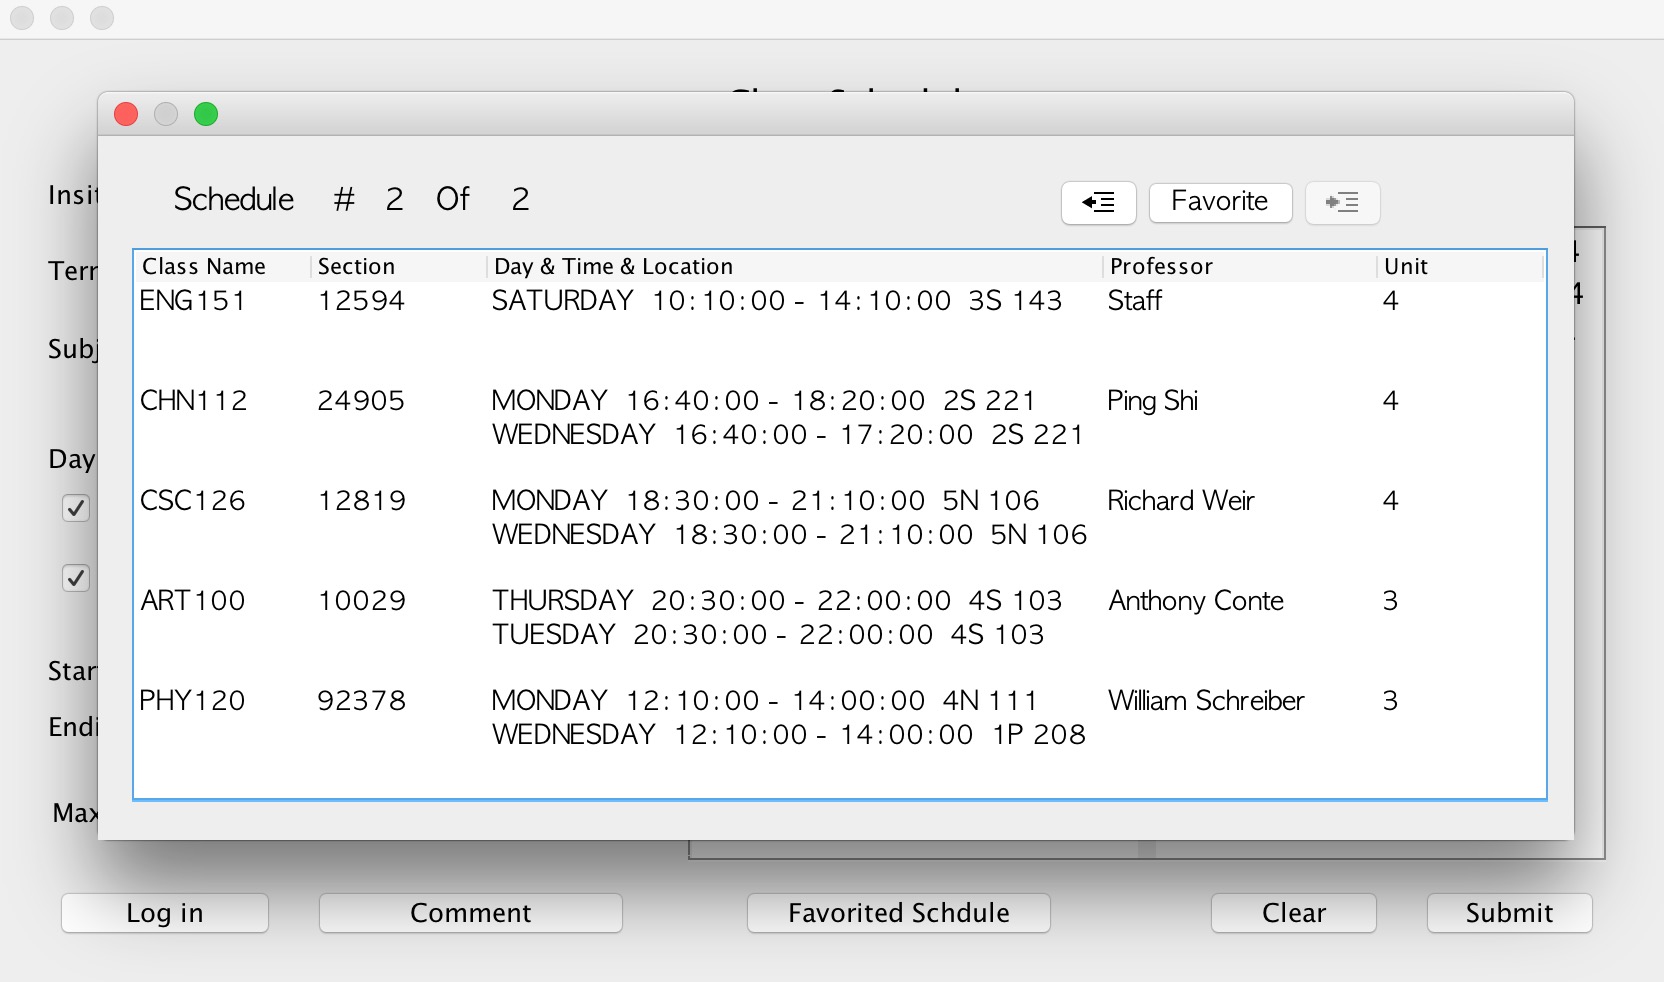 Schedule # 2 Of 2 Favorite
Class Name Section Day & Time & Location Professor Unit
ENG151 12594 SATURDAY 10:10:00 - 14:10:00 3S 143 Staff 4
CHN112 24905 MONDAY 16:40:00 - 18:20:00 2S 221 Ping Shi 4
WEDNESDAY 16:40:00 - 17:20:00 2S 221
CSC126 12819 MONDAY 18:30:00 - 21:10:00 5N 106 Richard Weir 4
WEDNESDAY 18:30:00 - 21:10:00 5N 106
ART100 10029 THURSDAY 20:30:00 - 22:00:00 4S 103 Anthony Conte 3
TUESDAY 20:30:00 - 22:00:00 4S 103
PHY120 92378 MONDAY 12:10:00 - 14:00:00 4N 111 William Schreiber 3
WEDNESDAY 12:10:00 - 14:00:00 1P 208
Day
Max
Log in Comment Favorited Schdule Clear Submit